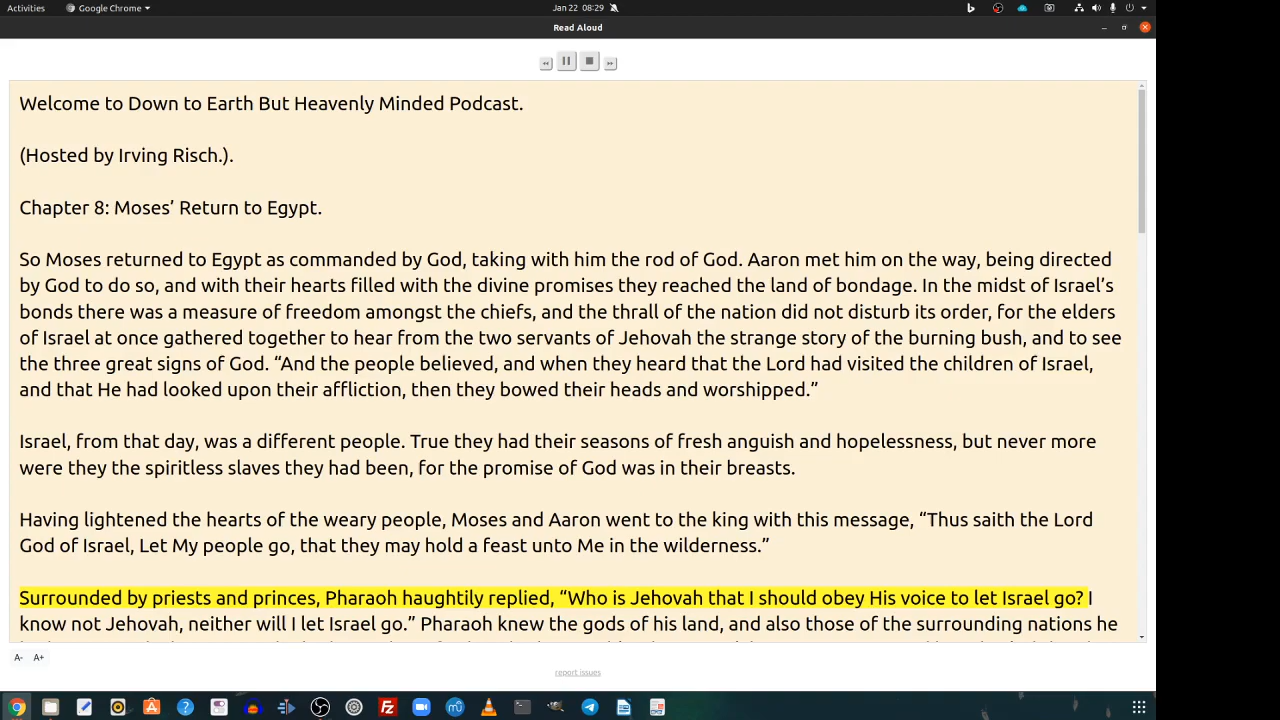 Activities
Google Chrome
Jan 22 08:29
Read Aloud
Welcome to Down to Earth But Heavenly Minded Podcast.
(Hosted by Irving Risch.).
Chapter 8: Moses’ Return to Egypt.
So Moses returned to Egypt as commanded by God, taking with him the rod of God. Aaron met him on the way, being directed
by God to do so, and with their hearts filled with the divine promises they reached the land of bondage. In the midst of Israel’s
bonds there was a measure of freedom amongst the chiefs, and the thrall of the nation did not disturb its order, for the elders
of Israel at once gathered together to hear from the two servants of Jehovah the strange story of the burning bush, and to see
the three great signs of God. “And the people believed, and when they heard that the Lord had visited the children of Israel,
and that He had looked upon their affliction, then they bowed their heads and worshipped.”
Israel, from that day, was a different people. True they had their seasons of fresh anguish and hopelessness, but never more
were they the spiritless slaves they had been, for the promise of God was in their breasts.
Having lightened the hearts of the weary people, Moses and Aaron went to the king with this message, “Thus saith the Lord
God of Israel, Let My people go, that they may hold a feast unto Me in the wilderness.”
Surrounded by priests and princes, Pharaoh haughtily replied, “Who is Jehovah that I should obey His voice to let Israel go? I
know not Jehovah, neither will I let Israel go.” Pharaoh knew the gods of his land, and also those of the surrounding nations he
A- A+
report issues